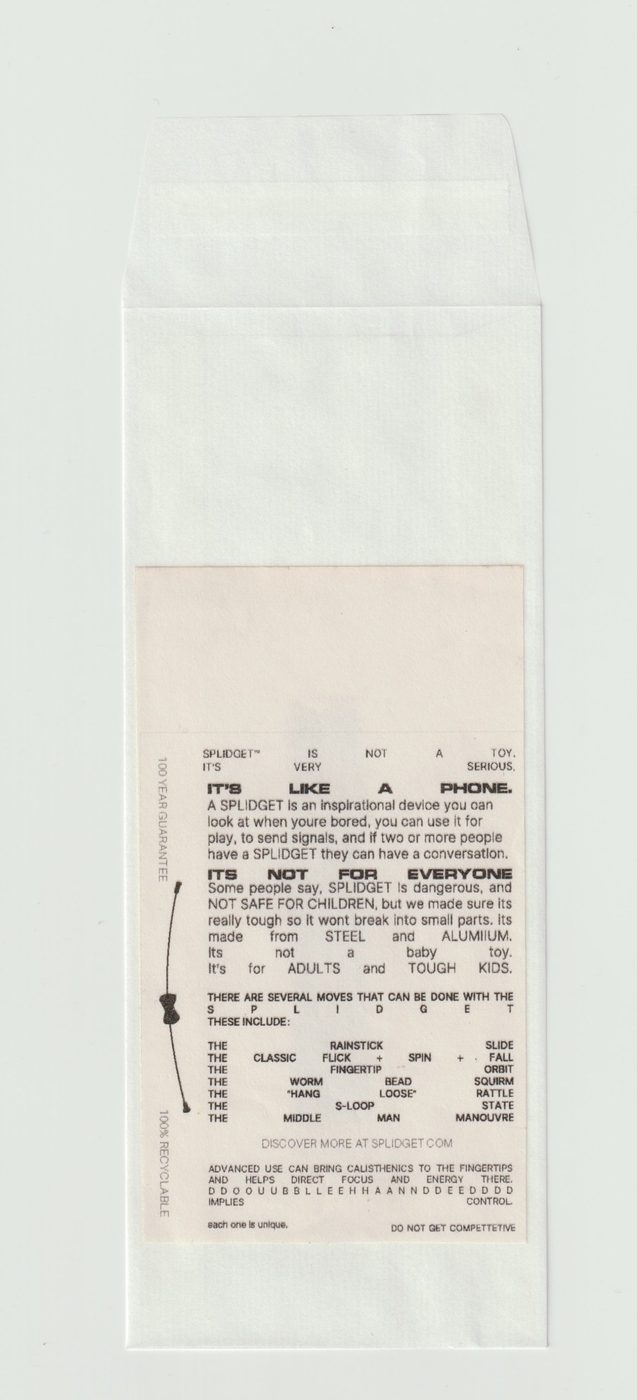 SPLIDGET™ IS NOT A TOY.
IT'S VERY SERIOUS.
IT'S LIKE A PHONE.
A SPLIDGET is an inspirational device you can
look at when youre bored, you can use it for
play, to send signals, and if two or more people
have a SPLIDGET they can have a conversation.
ITS NOT FOR EVERYONE
Some people say, SPLIDGET is dangerous, and
NOT SAFE FOR CHILDREN, but we made sure its
really tough so it wont break into small parts. Its
made from STEEL and ALUMIIUM.
Its not a baby toy.
It's for ADULTS and TOUGH KIDS.
THERE ARE SEVERAL MOVES THAT CAN BE DONE WITH THE
S P L I D G E T
THESE INCLUDE:
THE RAINSTICK SLIDE
THE CLASSIC FLICK + SPIN + FALL
THE FINGERTIP ORBIT
THE WORM BEAD SQUIRM
THE "HANG LOOSE" RATTLE
THE S-LOOP STATE
THE MIDDLE MAN MANOUVRE
DISCOVER MORE AT SPLIDGET.COM
ADVANCED USE CAN BRING CALISTHENICS TO THE FINGERTIPS
AND HELPS DIRECT FOCUS AND ENERGY THERE.
D D O O U U B B L L E E H H A A N N D D E E D D D D
IMPLIES CONTROL.
each one is unique.
DO NOT GET COMPETTETIVE
100 YEAR GUARANTEE
100% RECYCLABLE